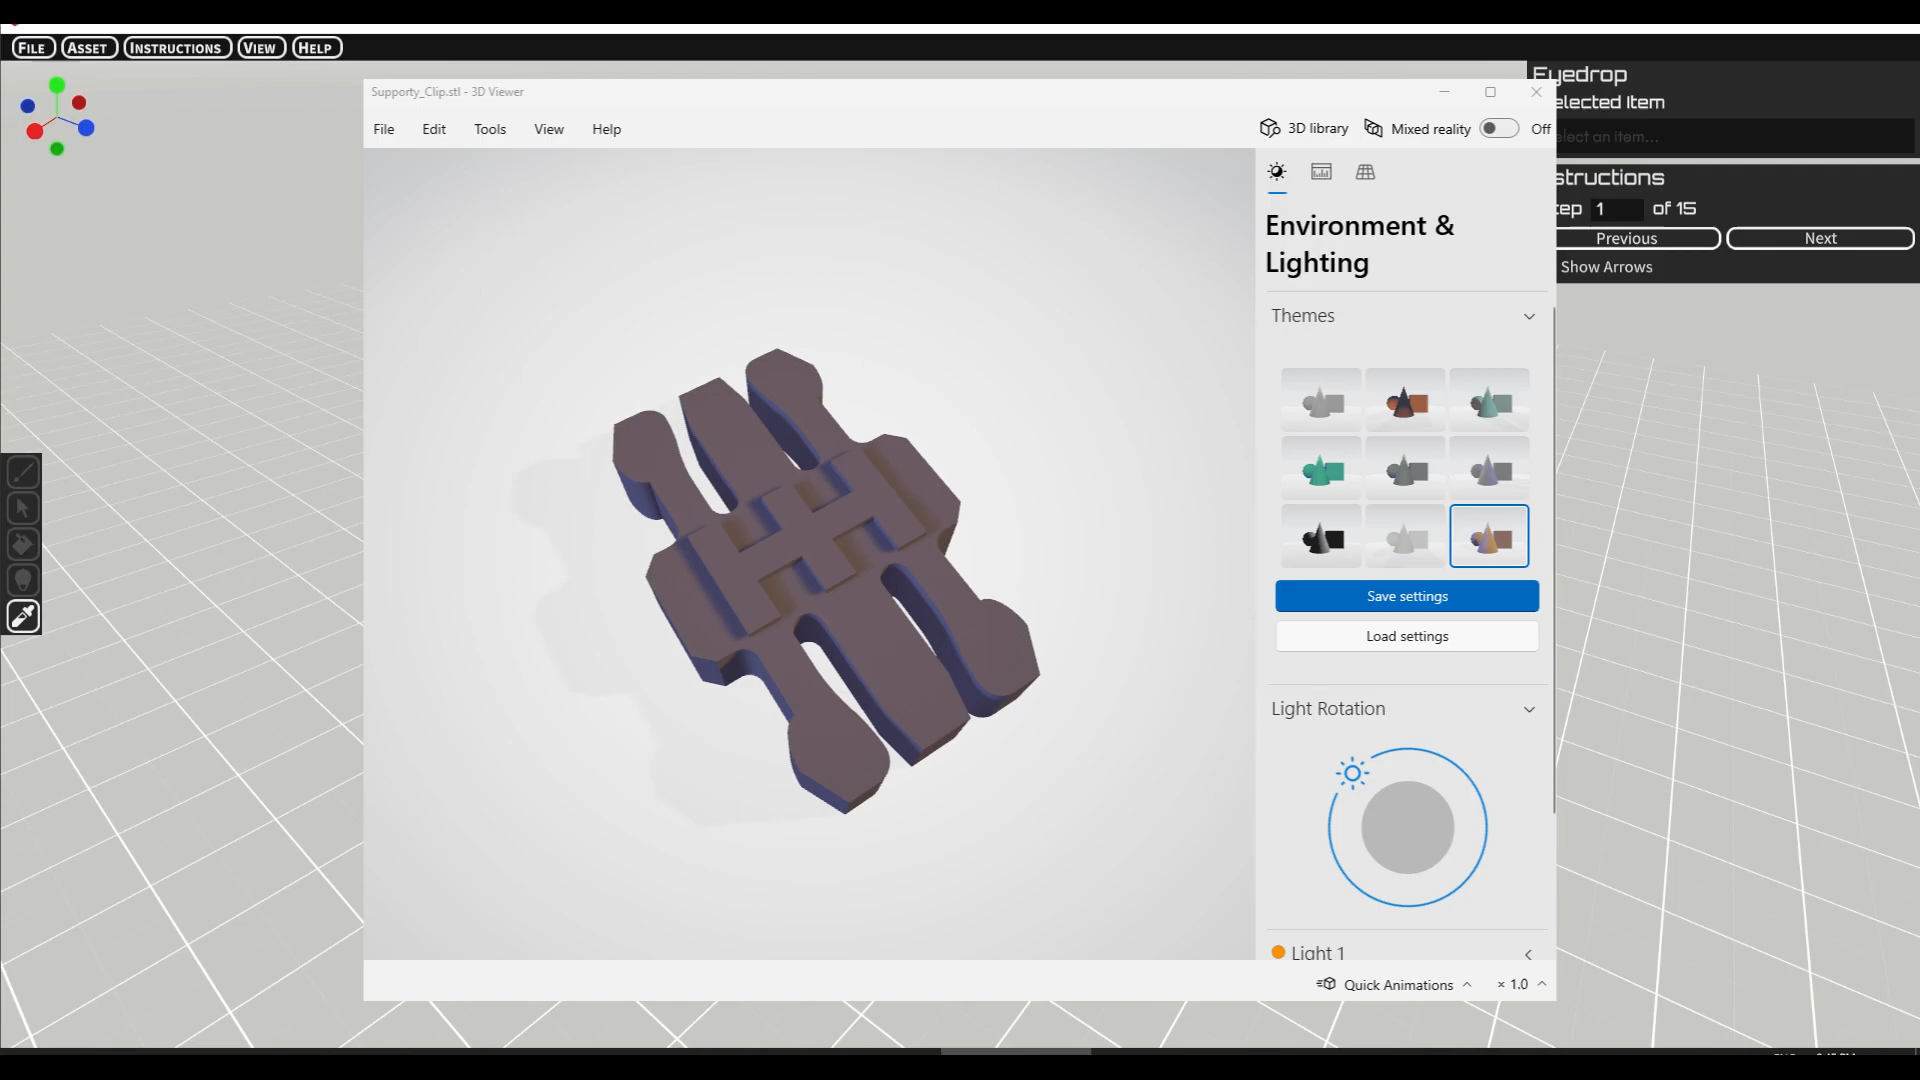 FILE ASSET INSTRUCTIONS VIEW HELP
Supporty_Clip.stl - 3D Viewer
File Edit Tools View Help
3D library Mixed reality Off
Environment &
Lighting
Themes
Save settings
Load settings
Light Rotation
Light 1
Quick Animations × 1.0
Eyedrop
elected Item
elect an item...
structions
tep 1 of 15
Previous Next
Show Arrows